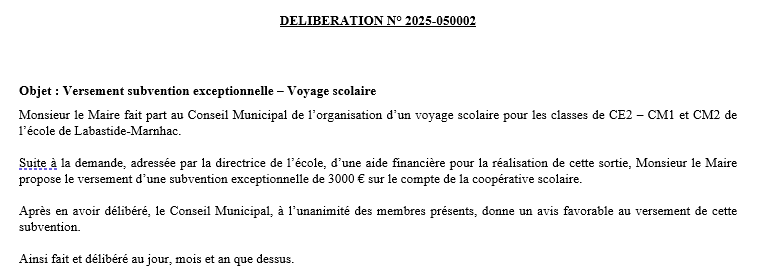 DELIBERATION N° 2025-050002
Objet : Versement subvention exceptionnelle – Voyage scolaire
Monsieur le Maire fait part au Conseil Municipal de l’organisation d’un voyage scolaire pour les classes de CE2 – CM1 et CM2 de
l’école de Labastide-Marnhac.
Suite à la demande, adressée par la directrice de l’école, d’une aide financière pour la réalisation de cette sortie, Monsieur le Maire
propose le versement d’une subvention exceptionnelle de 3000 € sur le compte de la coopérative scolaire.
Après en avoir délibéré, le Conseil Municipal, à l’unanimité des membres présents, donne un avis favorable au versement de cette
subvention.
Ainsi fait et délibéré au jour, mois et an que dessus.